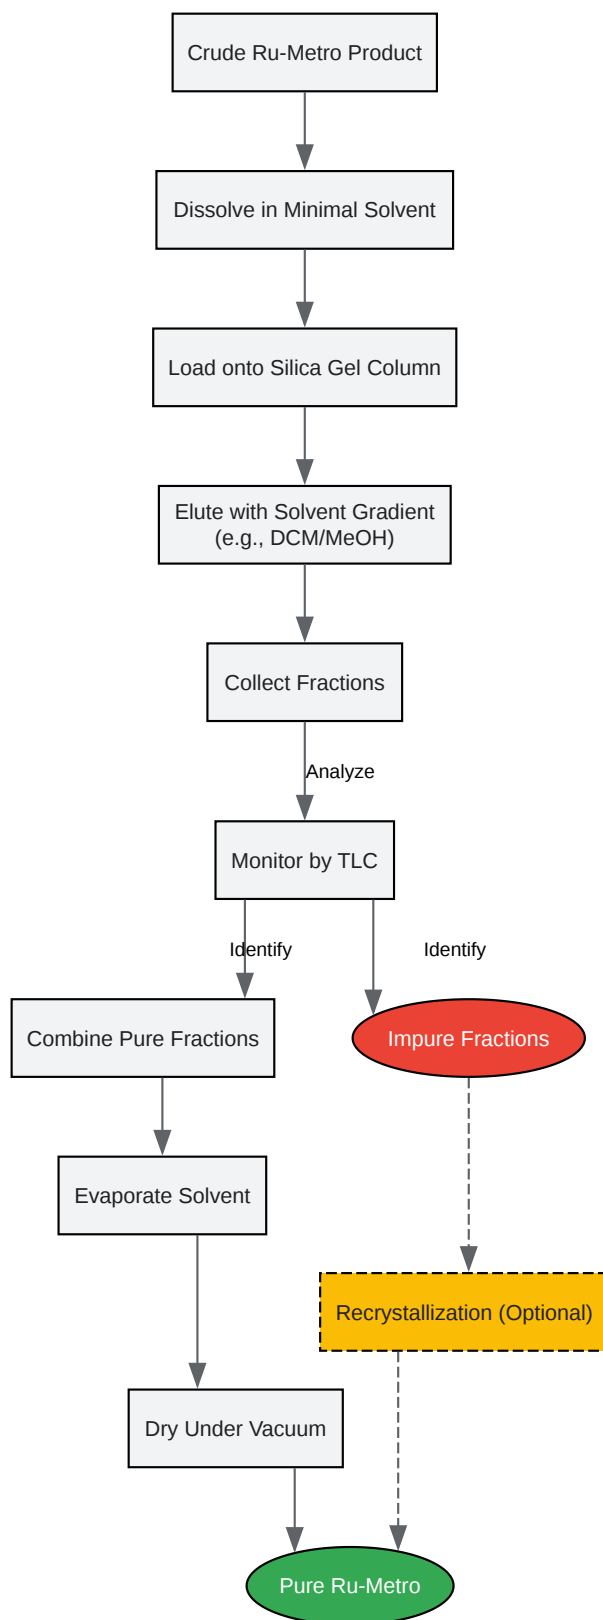 Crude Ru-Metro Product
Dissolve in Minimal Solvent
Load onto Silica Gel Column
Elute with Solvent Gradient
(e.g., DCM/MeOH)
Collect Fractions
Analyze
Monitor by TLC
Identify
Identify
Combine Pure Fractions
Impure Fractions
Evaporate Solvent
Recrystallization (Optional)
Dry Under Vacuum
Pure Ru-Metro